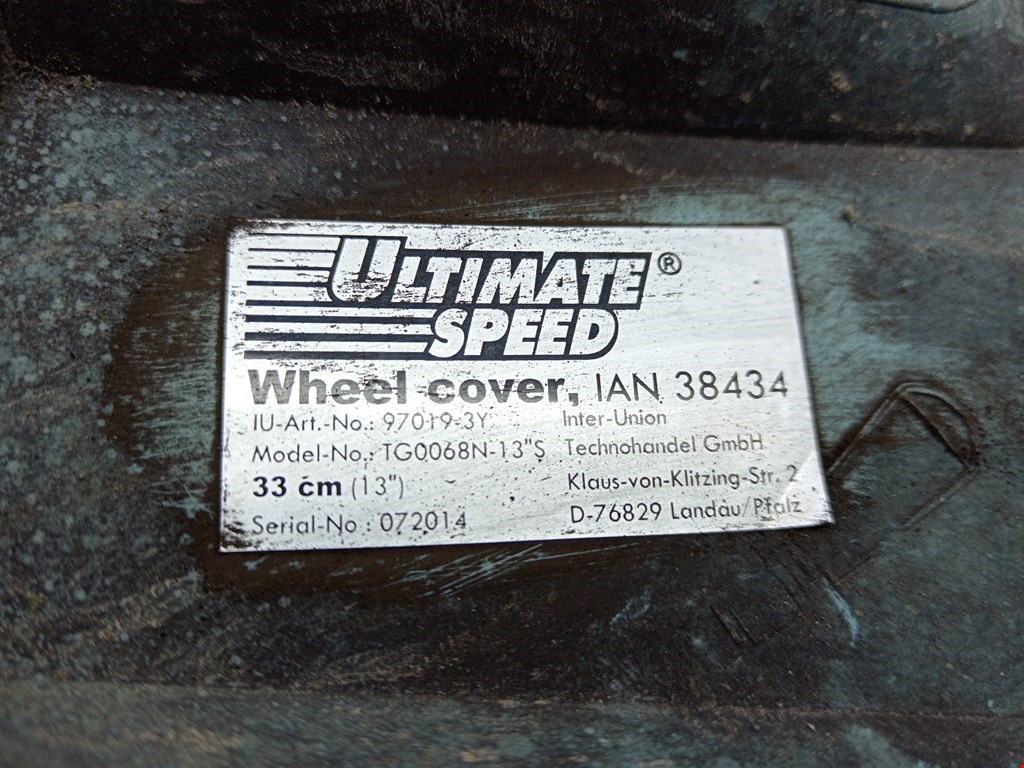 ULTIMATE ®
SPEED
Wheel cover, IAN 38434
IU-Art.-No.: 97019-3Y Inter-Union
Model-No.: TG0068N-13"S Technohandel GmbH
33 cm (13") Klaus-von-Klitzing-Str. 2
Serial-No : 072014 D-76829 Landau/Pfalz